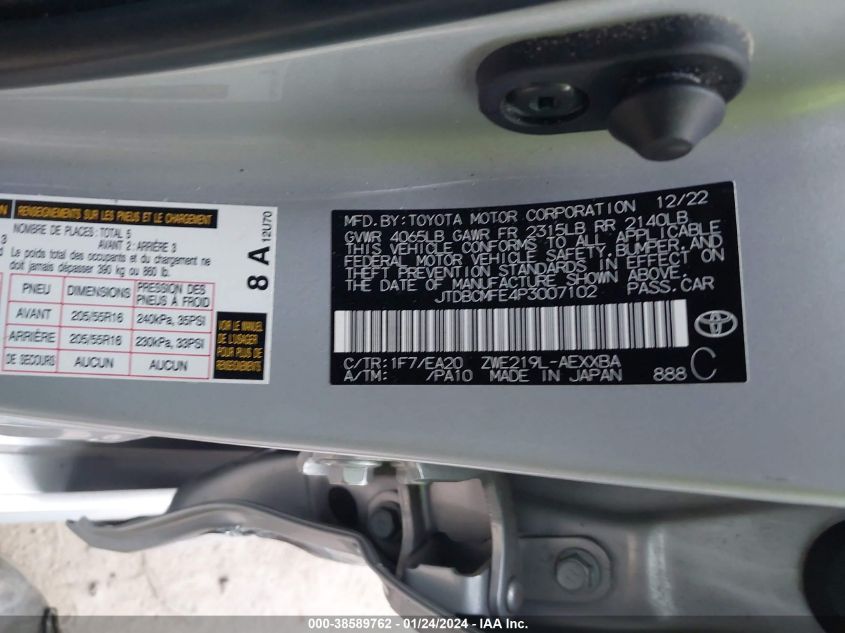 ON RENSEIGNEMENTS SUR LES PNEUS ET LE CHARGEMENT
NOMBRE DE PLACES: TOTAL 5
AVANT 2: ARRIÈRE 3
Le poids total des occupants et du chargement ne
doit jamais dépasser 390 kg ou 860 lb.
PNEU DIMENSIONS PRESSION DES PNEUS À FROID
AVANT 205/55R16 240kPa, 35PSI
ARRIÈRE 205/55R16 230kPa, 33PSI
DE SECOURS AUCUN AUCUN
VOIR LE MANUEL
DE L'USAGER
POUR PLUS DE
RENSEIGNEMENTS
8 A 12U70
MFD.BY:TOYOTA MOTOR CORPORATION 12/22
GVWR 4065LB GAWR FR 2315LB RR 2140LB
THIS VEHICLE CONFORMS TO ALL APPLICABLE
FEDERAL MOTOR VEHICLE SAFETY,BUMPER,AND
THEFT PREVENTION STANDARDS IN EFFECT ON
THE DATE OF MANUFACTURE SHOWN ABOVE.
JTDBCMFE4P3007102 PASS.CAR
C/TR:1F7/EA20 ZWE219L-AEXXBA
A/TM: /PA10 MADE IN JAPAN 888 C
000-38589762 - 01/24/2024 - IAA Inc.